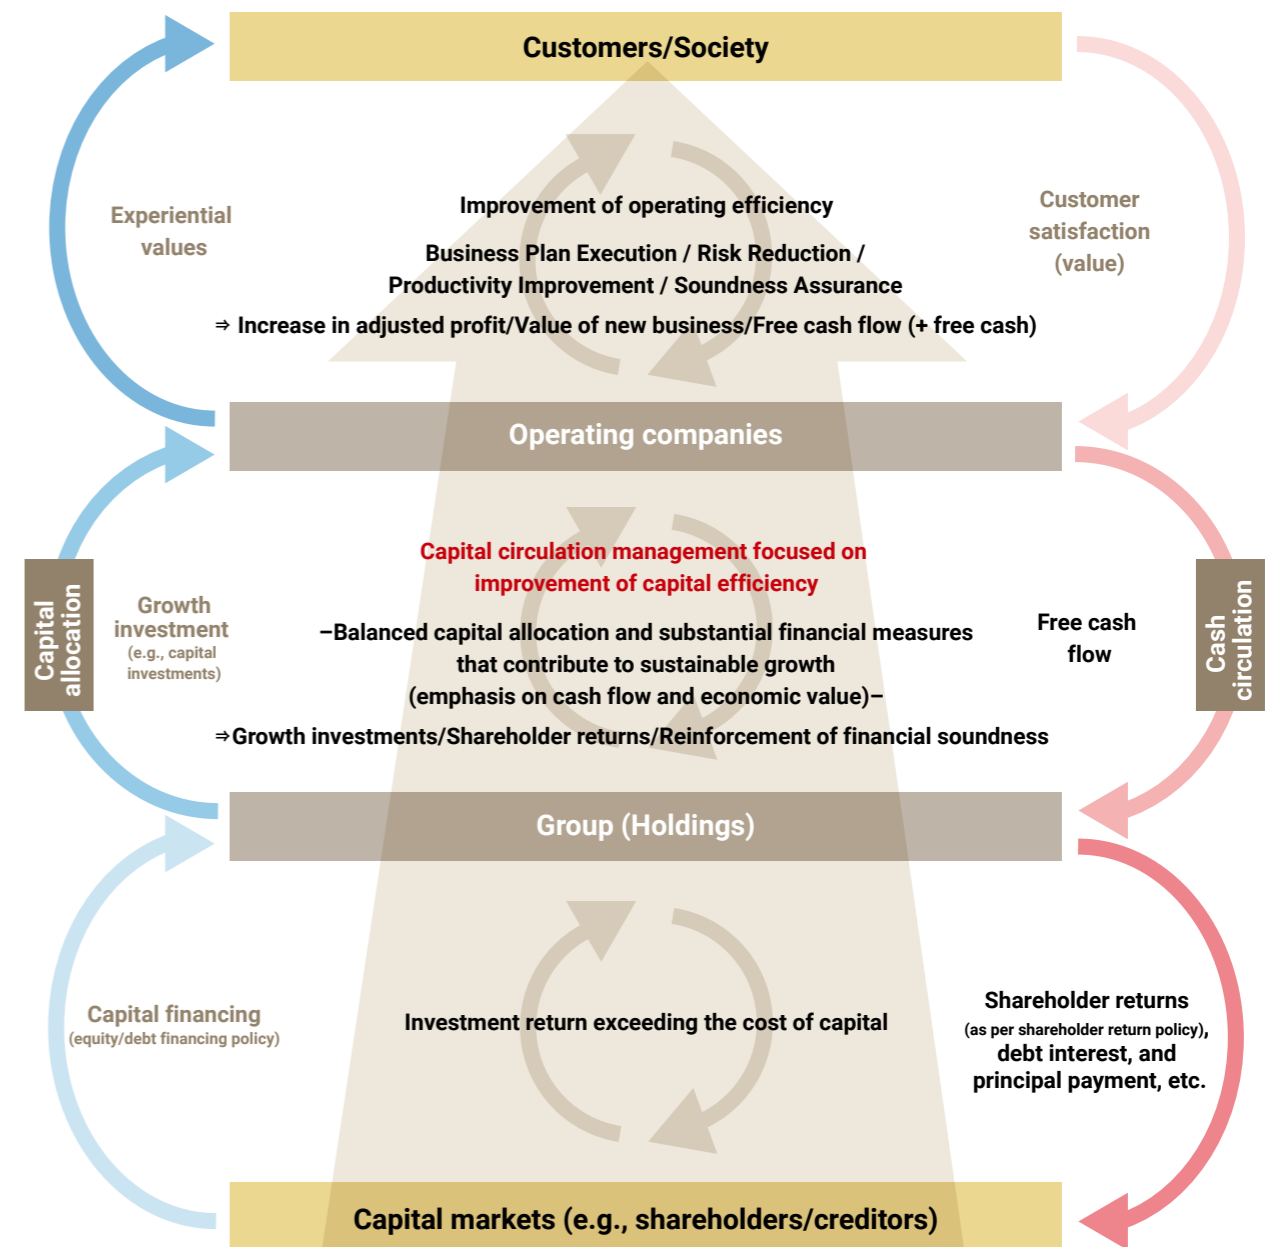 Customers/Society
Experiential
values
Improvement of operating efficiency
Business Plan Execution / Risk Reduction /
Productivity Improvement / Soundness Assurance
⇒ Increase in adjusted profit/Value of new business/Free cash flow (+ free cash)
Customer
satisfaction
(value)
Operating companies
Capital
allocation
Growth
investment
(e.g., capital
investments)
Capital circulation management focused on
improvement of capital efficiency
–Balanced capital allocation and substantial financial measures
that contribute to sustainable growth
(emphasis on cash flow and economic value)–
⇒Growth investments/Shareholder returns/Reinforcement of financial soundness
Free cash
flow
Cash
circulation
Group (Holdings)
Capital financing
(equity/debt financing policy)
Investment return exceeding the cost of capital
Shareholder returns
(as per shareholder return policy),
debt interest, and
principal payment, etc.
Capital markets (e.g., shareholders/creditors)